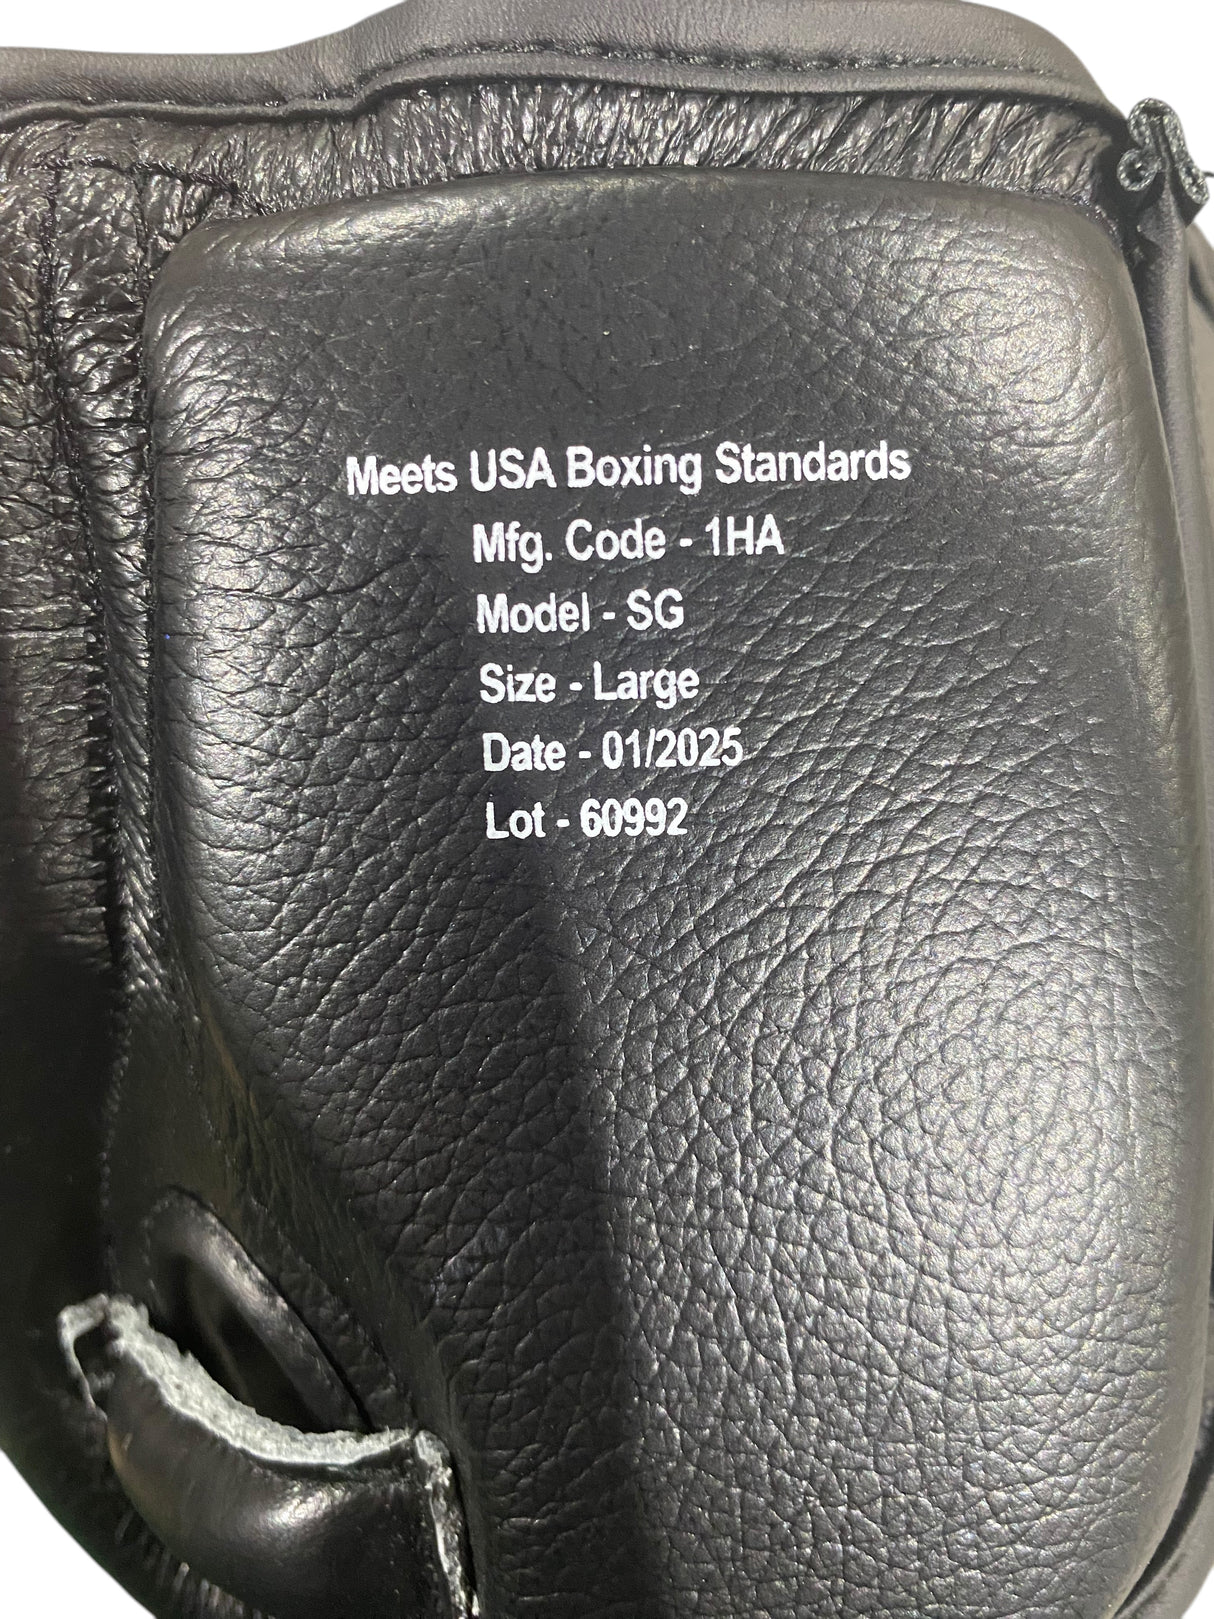 Meets USA Boxing Standards
Mfg. Code - 1HA
Model - SG
Size - Large
Date - 01/2025
Lot - 60992